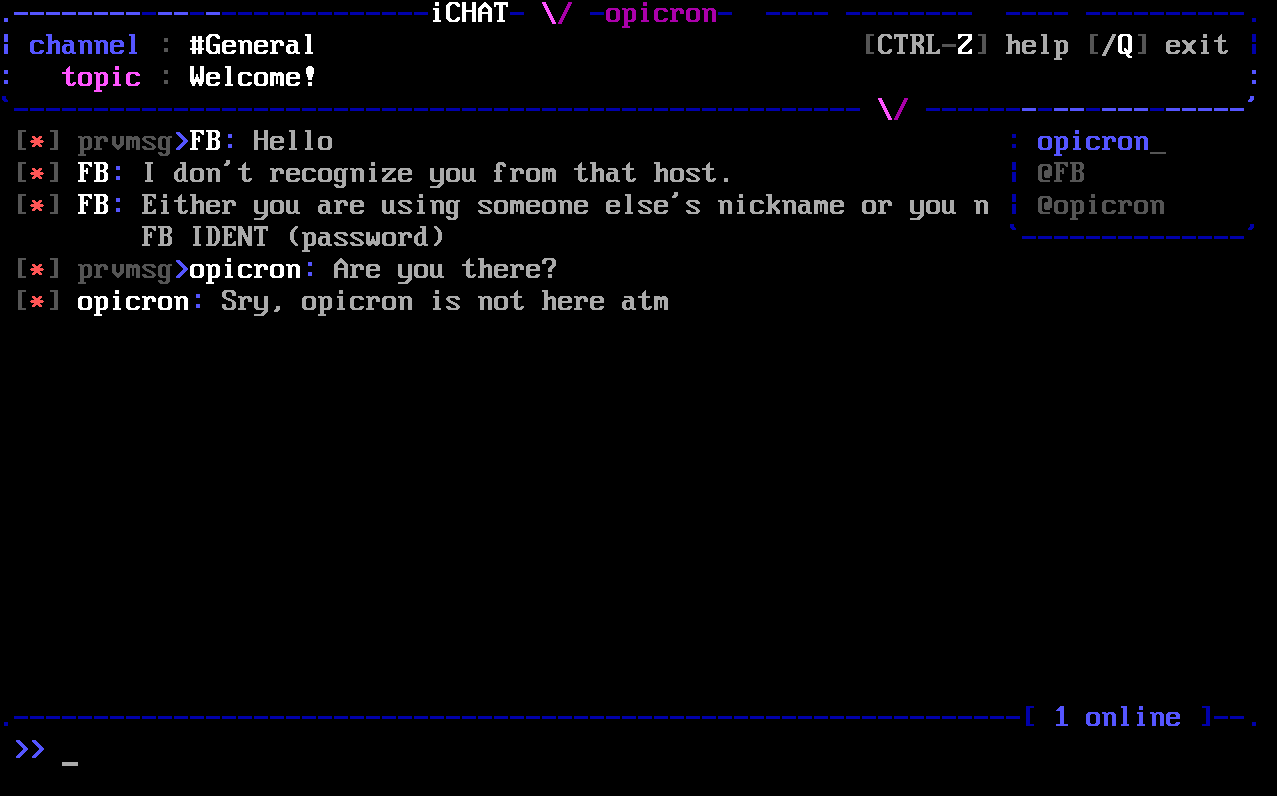 iCHAT \/ opicron
channel : #General [CTRL-Z] help [/Q] exit
topic : Welcome!
\/
[*] prvmsg>FB: Hello
[*] FB: I don't recognize you from that host.
[*] FB: Either you are using someone else's nickname or you n
FB IDENT (password)
[*] prvmsg>opicron: Are you there?
[*] opicron: Sry, opicron is not here atm
opicron_
@FB
@opicron
[ 1 online ]
>> _